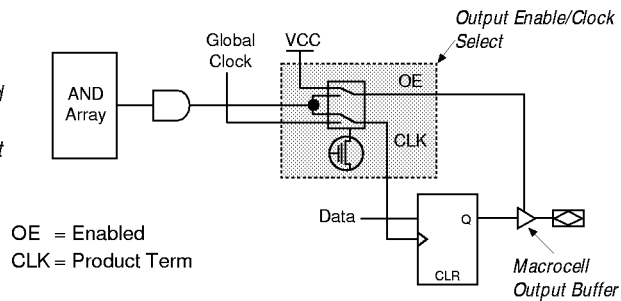 Output Enable/Clock
Select
Global
Clock
VCC
AND
Array
OE
CLK
Data
Q
CLR
OE = Enabled
CLK = Product Term
Macrocell
Output Buffer